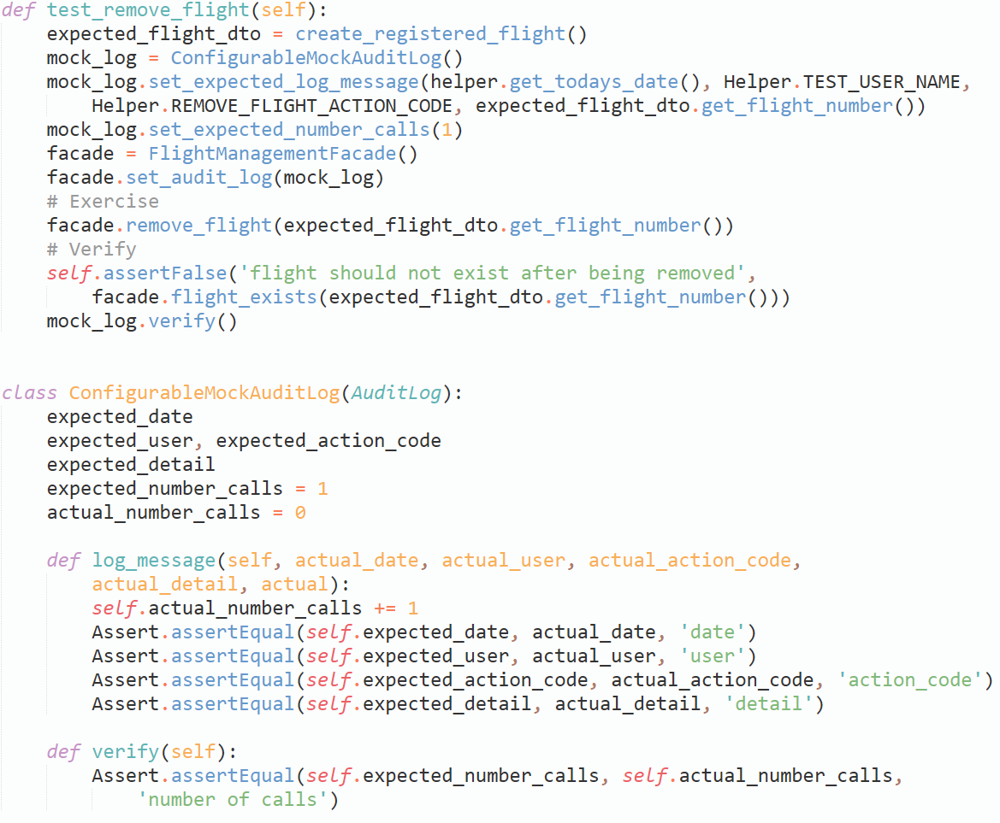 def test_remove_flight(self):
    expected_flight_dto = create_registered_flight()
    mock_log = ConfigurableMockAuditLog()
    mock_log.set_expected_log_message(helper.get_todays_date(), Helper.TEST_USER_NAME,
        Helper.REMOVE_FLIGHT_ACTION_CODE, expected_flight_dto.get_flight_number())
    mock_log.set_expected_number_calls(1)
    facade = FlightManagementFacade()
    facade.set_audit_log(mock_log)
    # Exercise
    facade.remove_flight(expected_flight_dto.get_flight_number())
    # Verify
    self.assertFalse('flight should not exist after being removed',
        facade.flight_exists(expected_flight_dto.get_flight_number()))
    mock_log.verify()
class ConfigurableMockAuditLog(AuditLog):
    expected_date
    expected_user, expected_action_code
    expected_detail
    expected_number_calls = 1
    actual_number_calls = 0
    def log_message(self, actual_date, actual_user, actual_action_code,
        actual_detail, actual):
        self.actual_number_calls += 1
        Assert.assertEqual(self.expected_date, actual_date, 'date')
        Assert.assertEqual(self.expected_user, actual_user, 'user')
        Assert.assertEqual(self.expected_action_code, actual_action_code, 'action_code')
        Assert.assertEqual(self.expected_detail, actual_detail, 'detail')
    def verify(self):
        Assert.assertEqual(self.expected_number_calls, self.actual_number_calls,
            'number of calls')